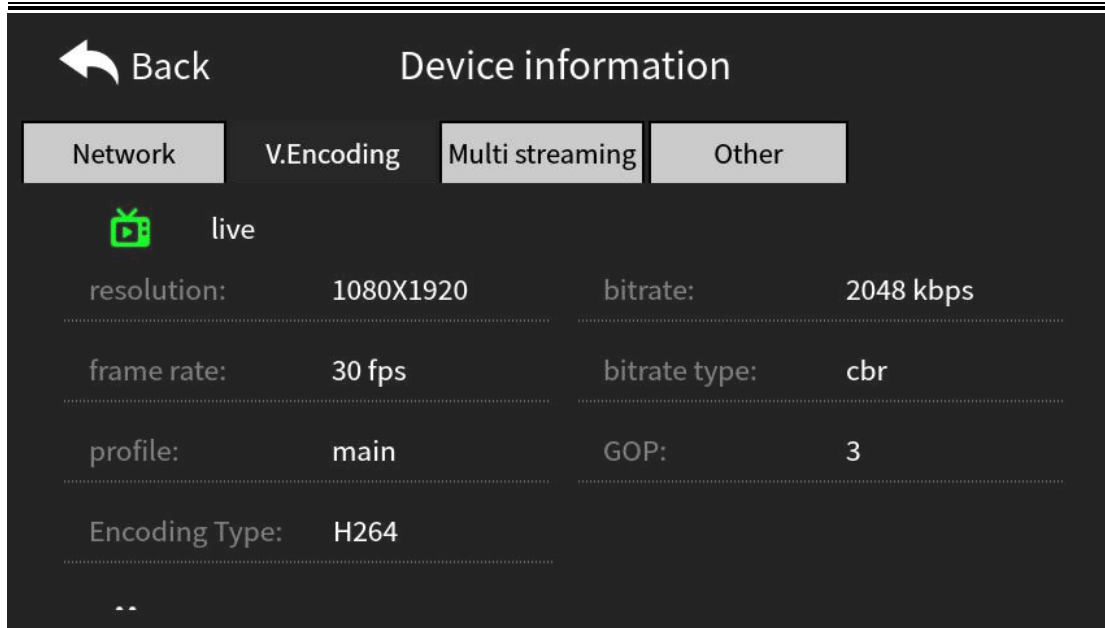 Back Device information
Network V.Encoding Multi streaming Other
live
resolution: 1080X1920 bitrate: 2048 kbps
frame rate: 30 fps bitrate type: cbr
profile: main GOP: 3
Encoding Type: H264